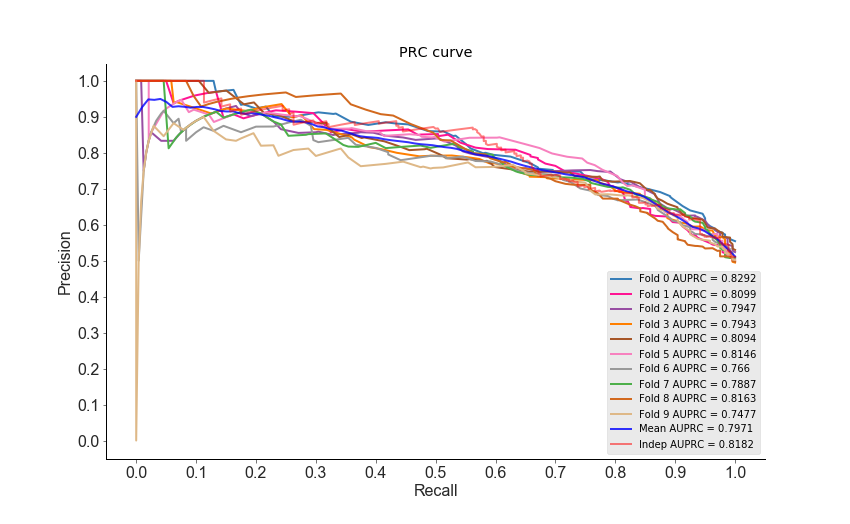 PRC curve
Precision
1.0
0.9
0.8
0.7
0.6
0.5
0.4
0.3
0.2
0.1
0.0
0.0 0.1 0.2 0.3 0.4 0.5 0.6 0.7 0.8 0.9 1.0
Recall
Fold 0 AUPRC = 0.8292
Fold 1 AUPRC = 0.8099
Fold 2 AUPRC = 0.7947
Fold 3 AUPRC = 0.7943
Fold 4 AUPRC = 0.8094
Fold 5 AUPRC = 0.8146
Fold 6 AUPRC = 0.766
Fold 7 AUPRC = 0.7887
Fold 8 AUPRC = 0.8163
Fold 9 AUPRC = 0.7477
Mean AUPRC = 0.7971
Indep AUPRC = 0.8182